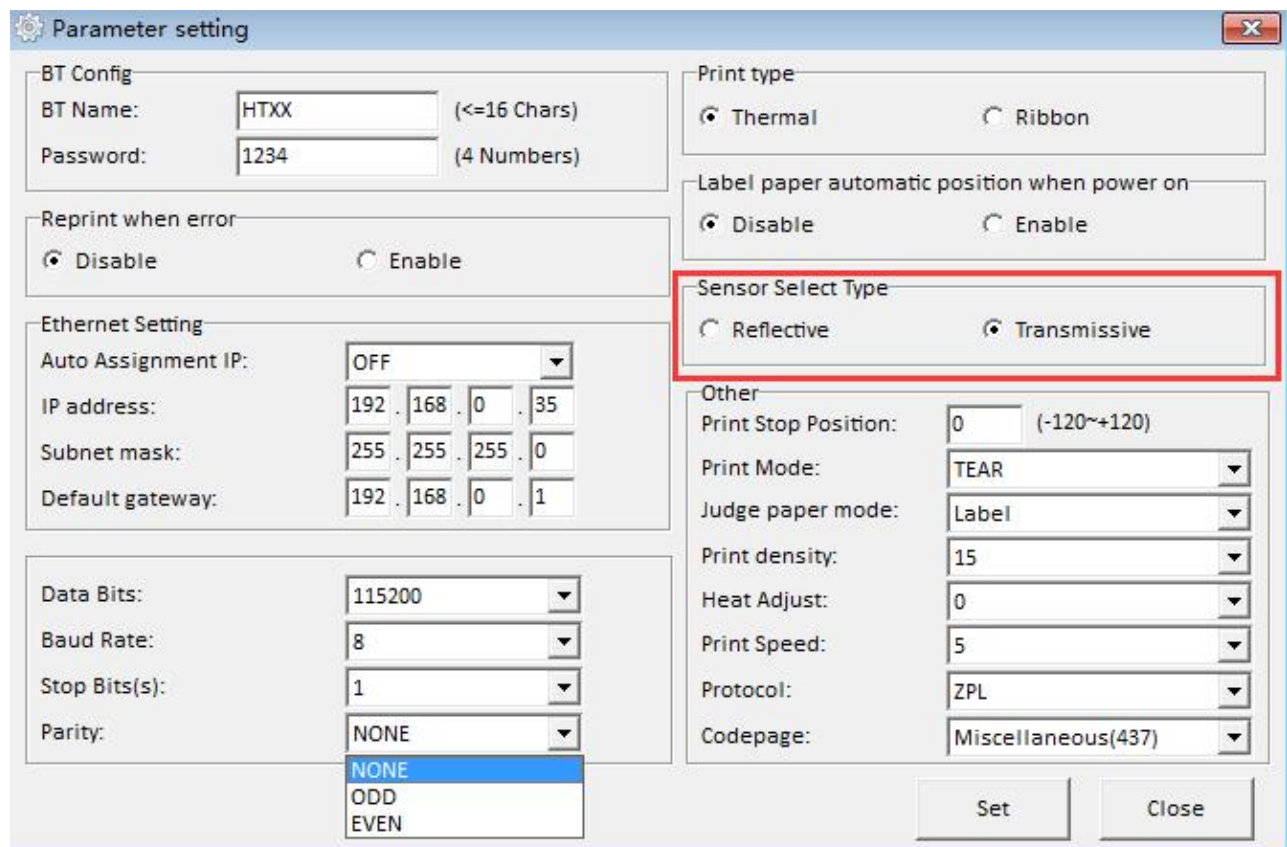 Parameter setting
BT Config
BT Name: HTXX (<=16 Chars)
Password: 1234 (4 Numbers)
Reprint when error
Disable Enable
Ethernet Setting
Auto Assignment IP: OFF
IP address: 192 . 168 . 0 . 35
Subnet mask: 255 . 255 . 255 . 0
Default gateway: 192 . 168 . 0 . 1
Data Bits: 115200
Baud Rate: 8
Stop Bits(s): 1
Parity: NONE
NONE
ODD
EVEN
Print type
Thermal Ribbon
Label paper automatic position when power on
Disable Enable
Sensor Select Type
Reflective Transmissive
Other
Print Stop Position: 0 (-120~+120)
Print Mode: TEAR
Judge paper mode: Label
Print density: 15
Heat Adjust: 0
Print Speed: 5
Protocol: ZPL
Codepage: Miscellaneous(437)
Set Close